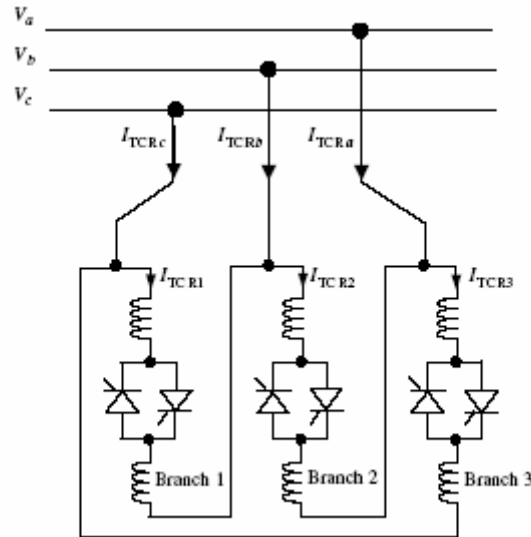 Va
Vb
Vc
ITCRc ITCRb ITCRa
ITCR1 ITCR2 ITCR3
Branch 1 Branch 2 Branch 3